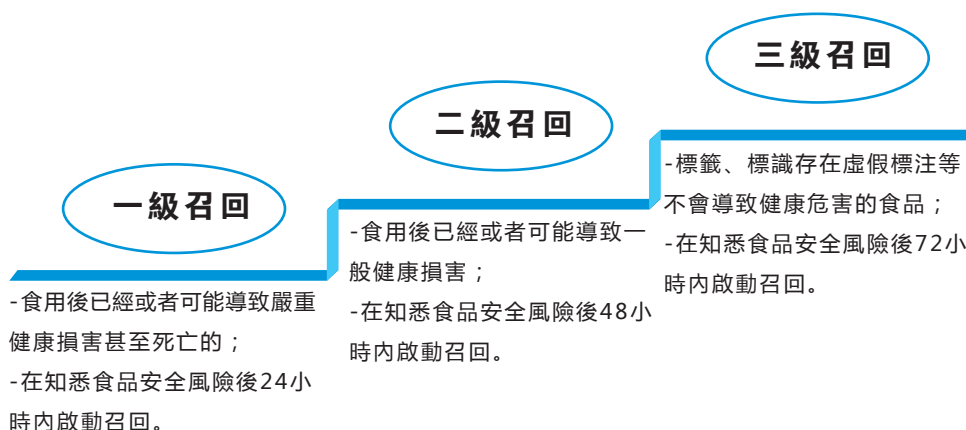 一級召回
-食用後已經或者可能導致嚴重
健康損害甚至死亡的；
-在知悉食品安全風險後24小
時內啟動召回。
二級召回
-食用後已經或者可能導致一
般健康損害；
-在知悉食品安全風險後48小
時內啟動召回。
三級召回
-標籤、標識存在虛假標注等
不會導致健康危害的食品；
-在知悉食品安全風險後72小
時內啟動召回。